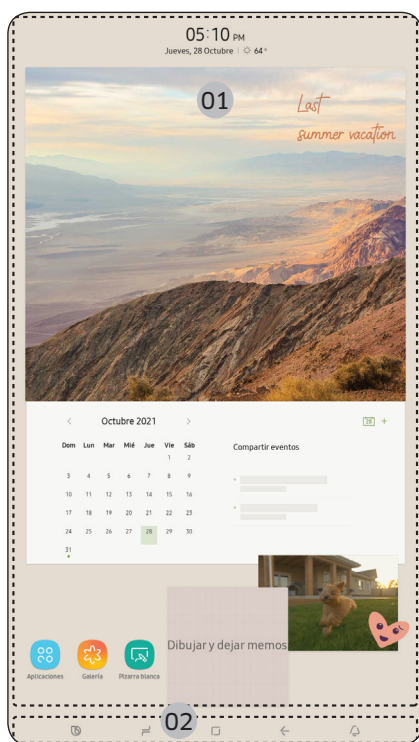 05:10 PM
Jueves, 28 Octubre 64°
01
Last
summer vacation
Octubre 2021
28 +
Dom Lun Mar Mié Jue Vie Sáb
1 2
3 4 5 6 7 8 9
10 11 12 13 14 15 16
17 18 19 20 21 22 23
24 25 26 27 28 29 30
31
Compartir eventos
Dibujar y dejar memos
Aplicaciones Galería Pizarra blanca
02